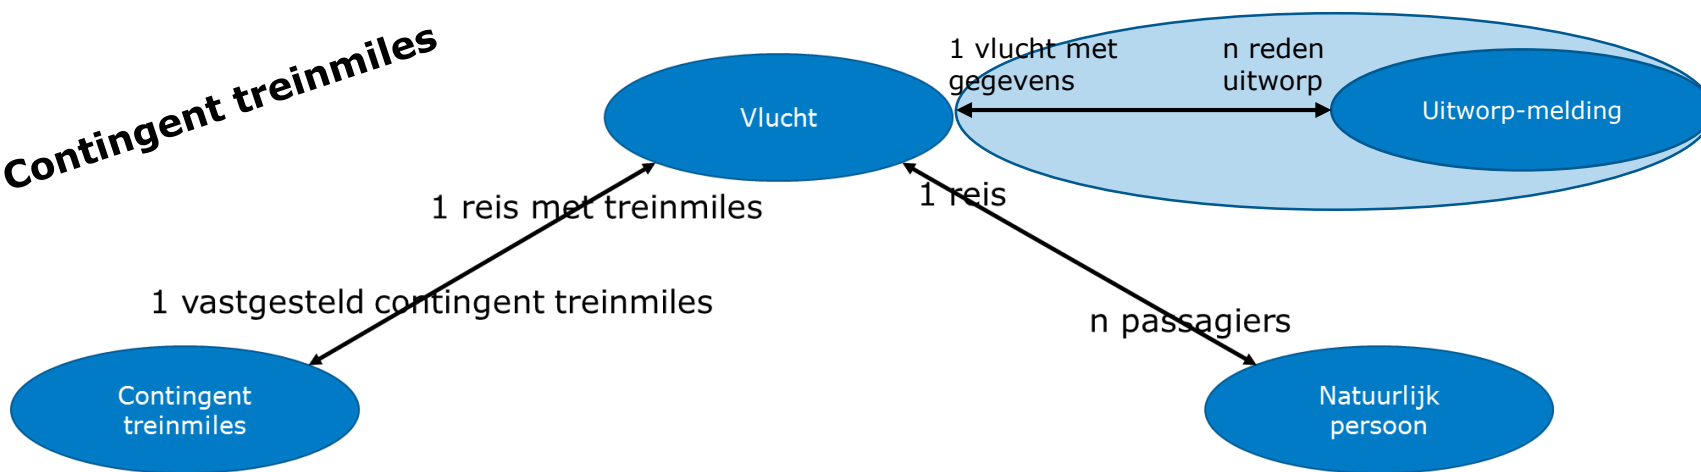 Contingent treinmiles
Vlucht
1 vlucht met
gegevens
n reden
uitworp
Uitworp-melding
1 reis met treinmiles
1 reis
1 vastgesteld contingent treinmiles
n passagiers
Contingent
treinmiles
Natuurlijk
persoon